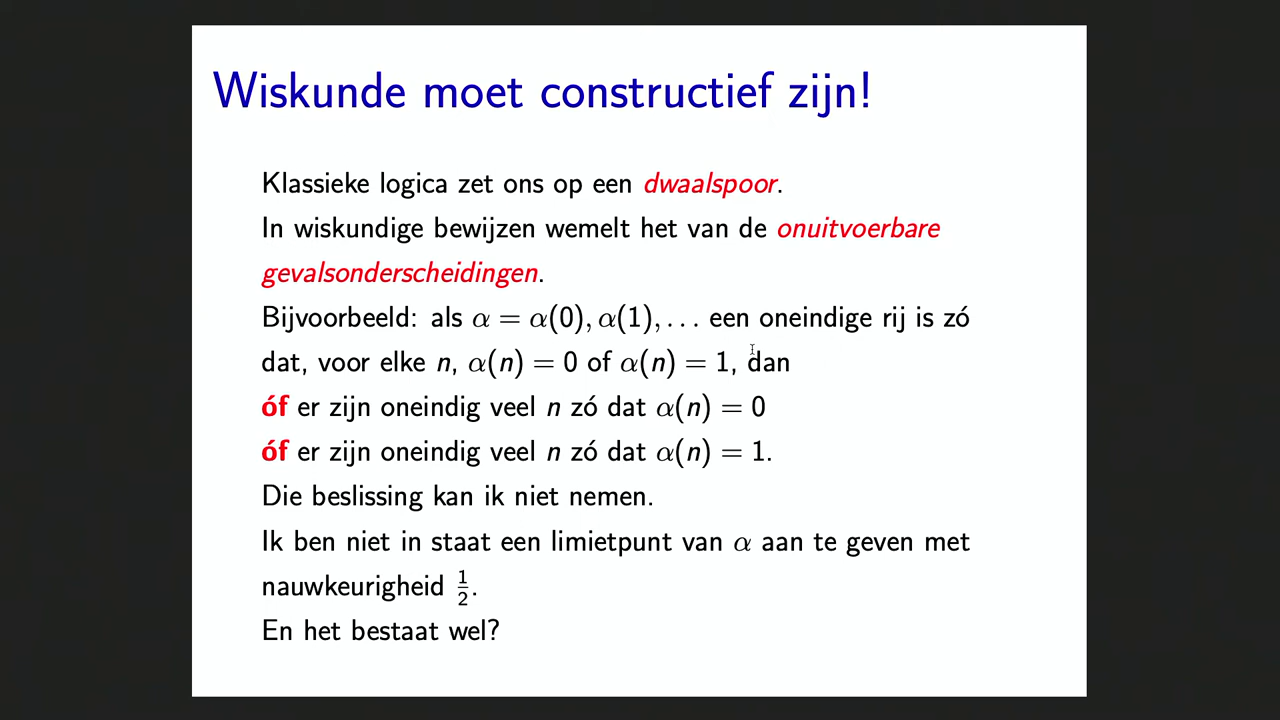 Wiskunde moet constructief zijn!
Klassieke logica zet ons op een dwaalspoor.
In wiskundige bewijzen wemelt het van de onuitvoerbare
gevalsonderscheidingen.
Bijvoorbeeld: als α = α(0), α(1), . . . een oneindige rij is zó
dat, voor elke n, α(n) = 0 of α(n) = 1, dan
óf er zijn oneindig veel n zó dat α(n) = 0
óf er zijn oneindig veel n zó dat α(n) = 1.
Die beslissing kan ik niet nemen.
Ik ben niet in staat een limietpunt van α aan te geven met
nauwkeurigheid 1/2.
En het bestaat wel?